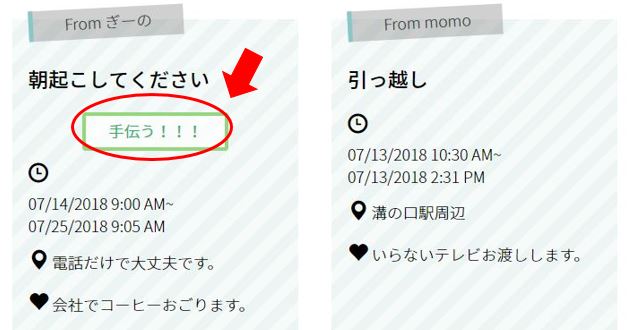 From ぎーの
朝起こしてください
手伝う！！！
07/14/2018 9:00 AM~
07/25/2018 9:05 AM
電話だけで大丈夫です。
会社でコーヒーおごります。
From momo
引っ越し
07/13/2018 10:30 AM~
07/13/2018 2:31 PM
溝の口駅周辺
いらないテレビお渡しします。